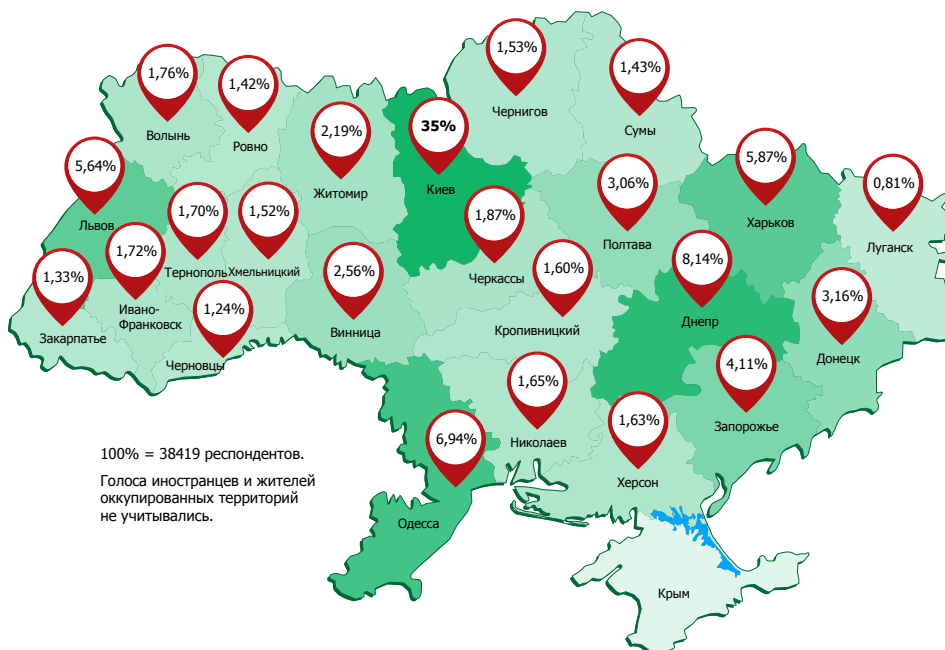 1,53%
Чернигов
1,43%
Сумы
1,76%
Волынь
1,42%
Ровно
2,19%
Житомир
35%
Киев
5,64%
Львов
1,70%
Тернополь
1,52%
Хмельницкий
1,87%
Черкассы
3,06%
Полтава
5,87%
Харьков
0,81%
Луганск
1,33%
Закарпатье
1,72%
Ивано-
Франковск
1,24%
Черновцы
2,56%
Винница
1,60%
Кропивницкий
8,14%
Днепр
3,16%
Донецк
4,11%
Запорожье
1,65%
Николаев
1,63%
Херсон
6,94%
Одесса
Крым
100% = 38419 респондентов.
Голоса иностранцев и жителей
оккупированных территорий
не учитывались.